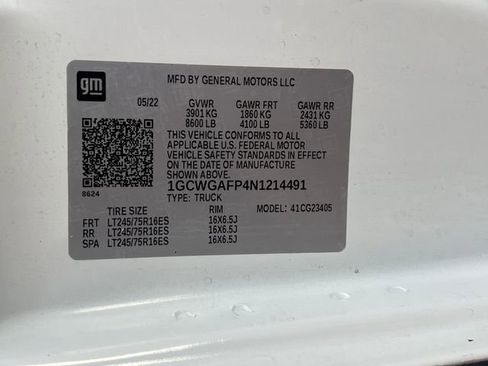 gm
MFD BY GENERAL MOTORS LLC
05/22 GVWR GAWR FRT GAWR RR
3901 KG 1860 KG 2431 KG
8600 LB 4100 LB 5360 LB
THIS VEHICLE CONFORMS TO ALL
APPLICABLE U.S. FEDERAL MOTOR
VEHICLE SAFETY STANDARDS IN EFFECT
ON THE DATE OF MANUFACTURE
SHOWN ABOVE.
8624
1GCWGAFP4N1214491
TYPE: TRUCK
TIRE SIZE RIM MODEL: 41CG23405
FRT LT245/75R16ES 16X6.5J
RR LT245/75R16ES 16X6.5J
SPA LT245/75R16ES 16X6.5J